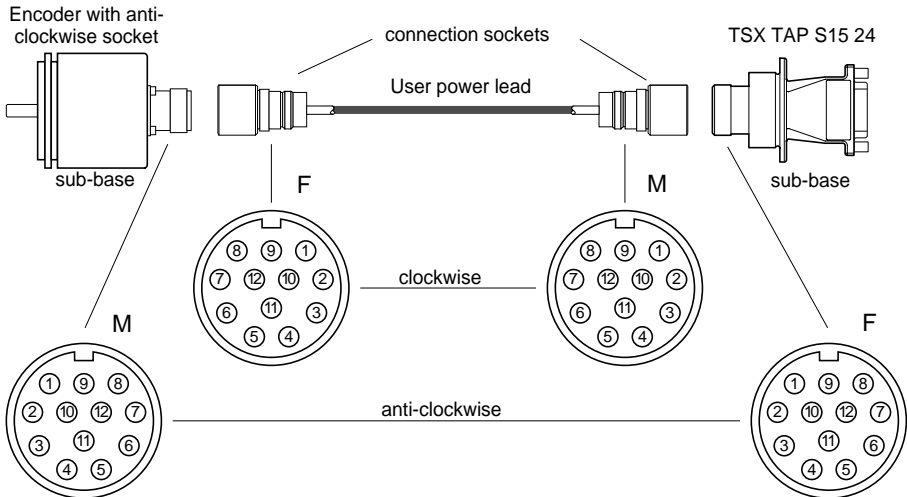 Encoder with anti-
clockwise socket
connection sockets
TSX TAP S15 24
User power lead
sub-base
sub-base
F
M
8 9 1
7 12 10 2
6 11 3
5 4
clockwise
8 9 1
7 12 10 2
6 11 3
5 4
M
F
1 9 8
2 10 12 7
3 11 6
4 5
anti-clockwise
1 9 8
2 10 12 7
3 11 6
4 5